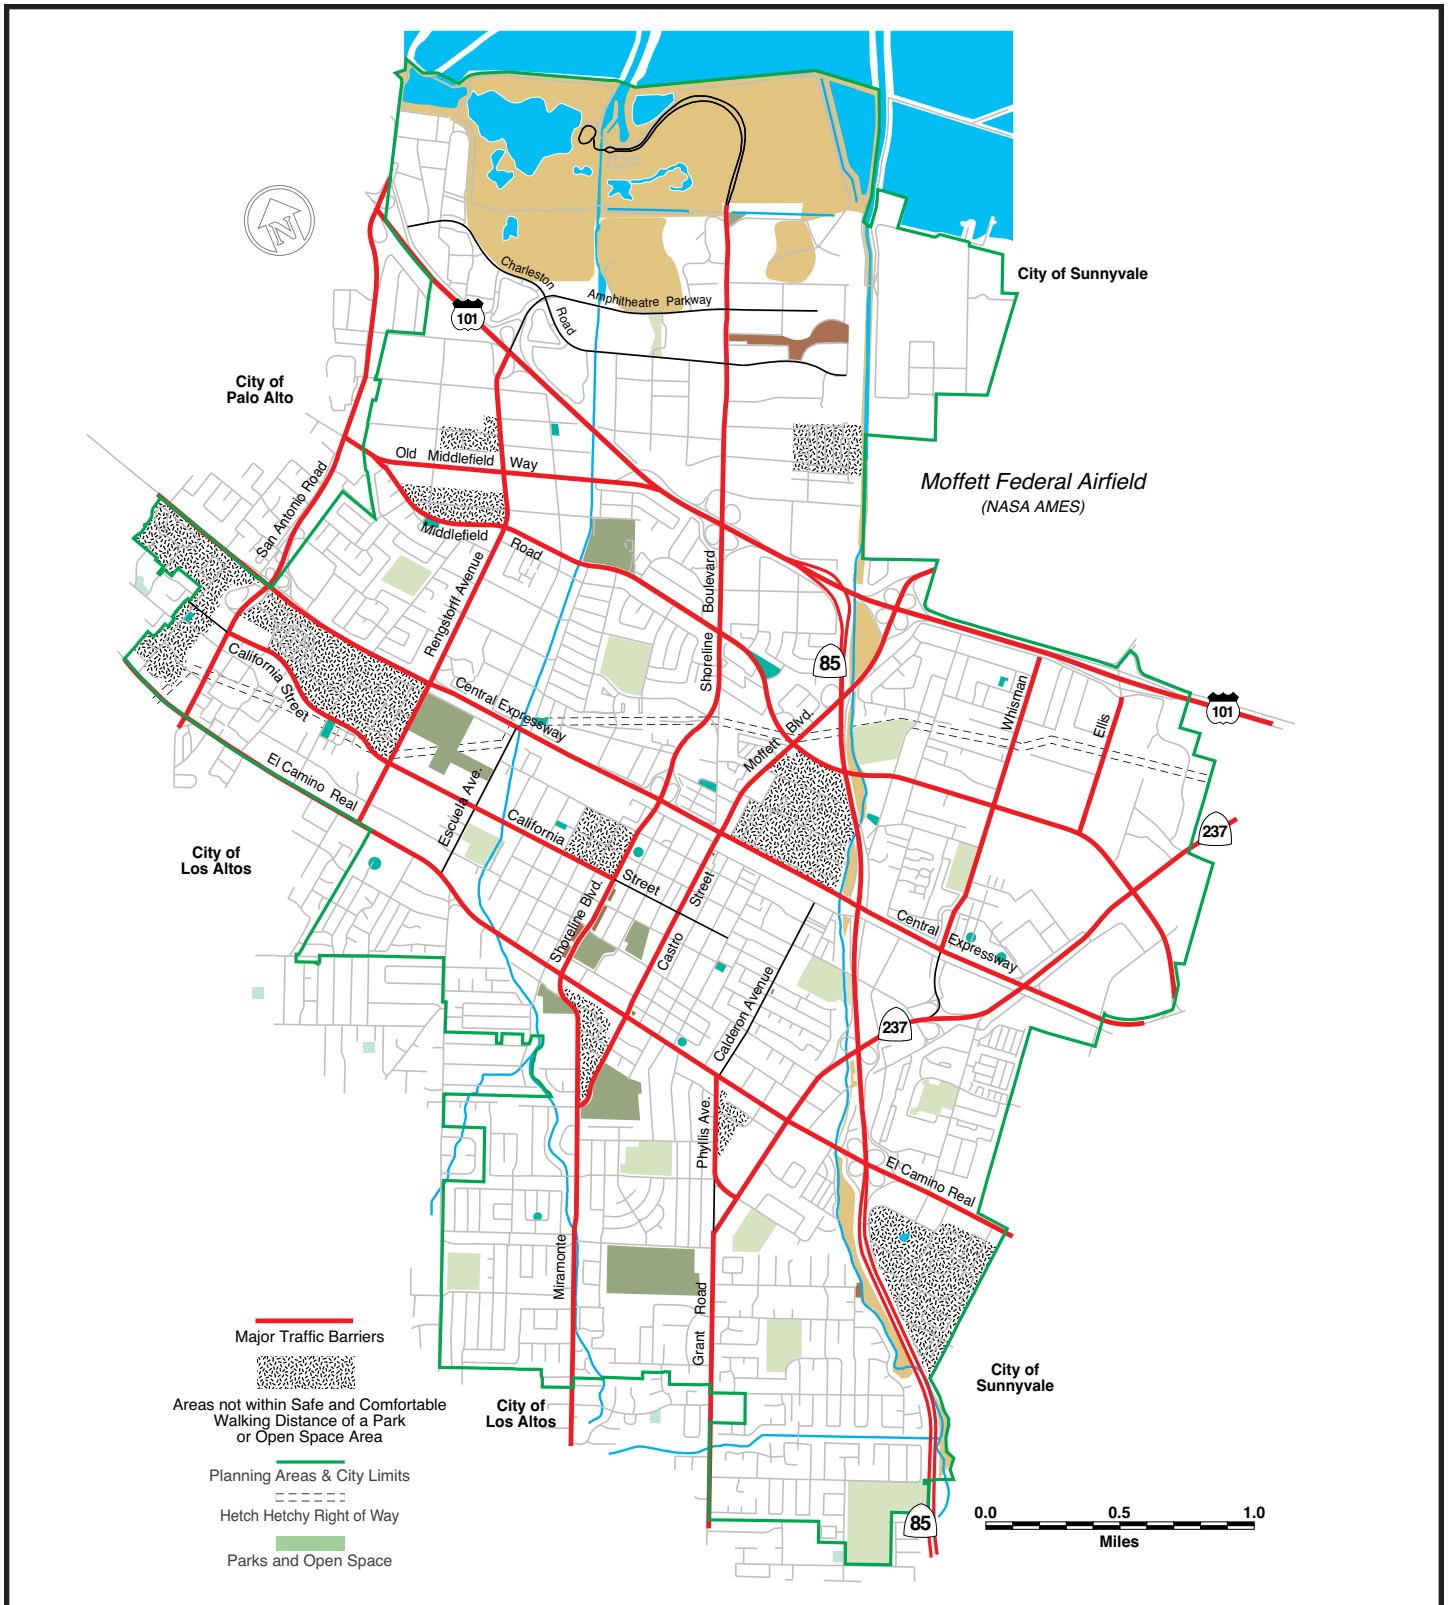 N
Charleston
Road
Amphitheatre Parkway
City of Sunnyvale
101
City of
Palo Alto
Old Middlefield Way
San Antonio Road
Moffett Federal Airfield
(NASA AMES)
Middlefield
Road
Rengstorff Avenue
Shoreline Boulevard
85
California
Street
Central Expressway
Moffett Blvd.
Whisman
Ellis
101
237
El Camino Real
Escuela Ave.
California
Street
City of
Los Altos
Shoreline Blvd.
Castro
Street
Central
Expressway
Calderon Avenue
237
Phyllis Ave.
El Camino Real
Miramonte
Grant Road
Major Traffic Barriers
Areas not within Safe and Comfortable
Walking Distance of a Park
or Open Space Area
Planning Areas & City Limits
Hetch Hetchy Right of Way
Parks and Open Space
City of
Los Altos
City of
Sunnyvale
85
0.0 0.5 1.0
Miles